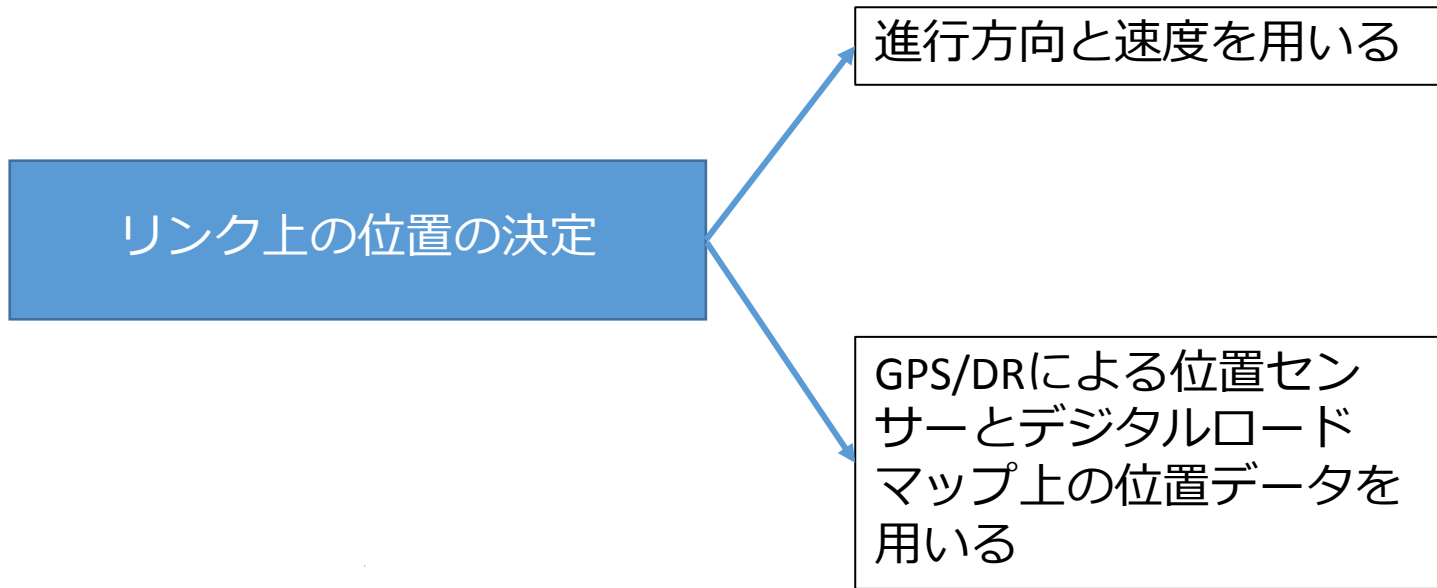 進行方向と速度を用いる
リンク上の位置の決定
GPS/DRによる位置セン
サーとデジタルロード
マップ上の位置データを
用いる